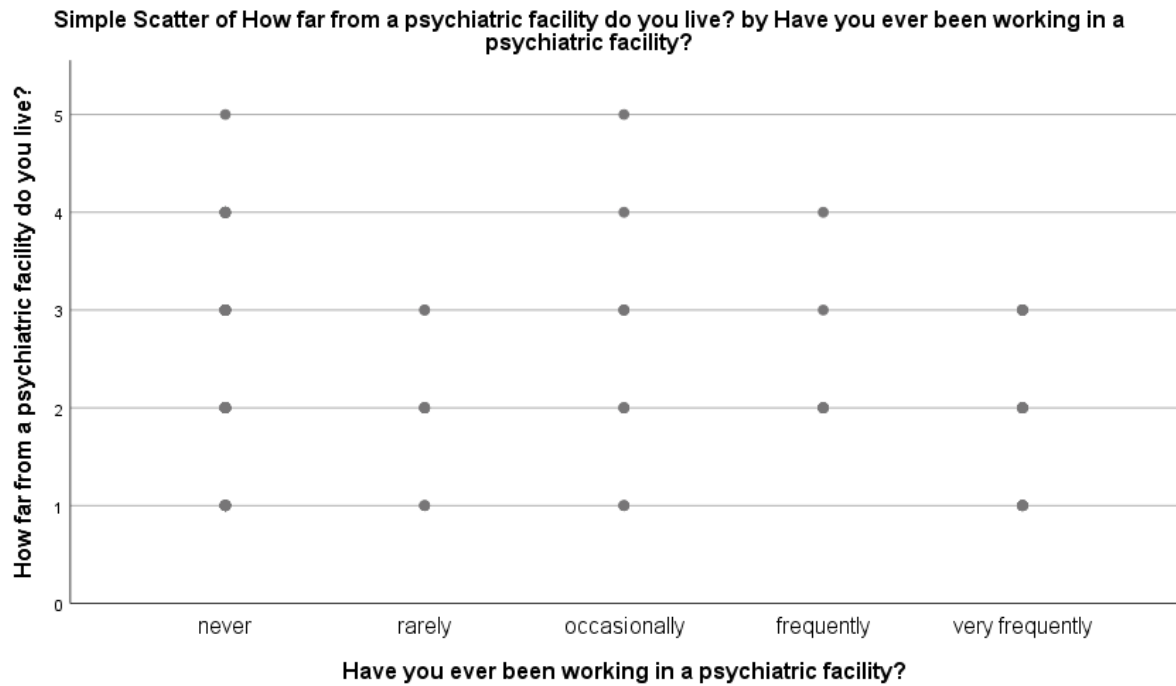 Simple Scatter of How far from a psychiatric facility do you live? by Have you ever been working in a
psychiatric facility?
How far from a psychiatric facility do you live?
5
4
3
2
1
0
never rarely occasionally frequently very frequently
Have you ever been working in a psychiatric facility?